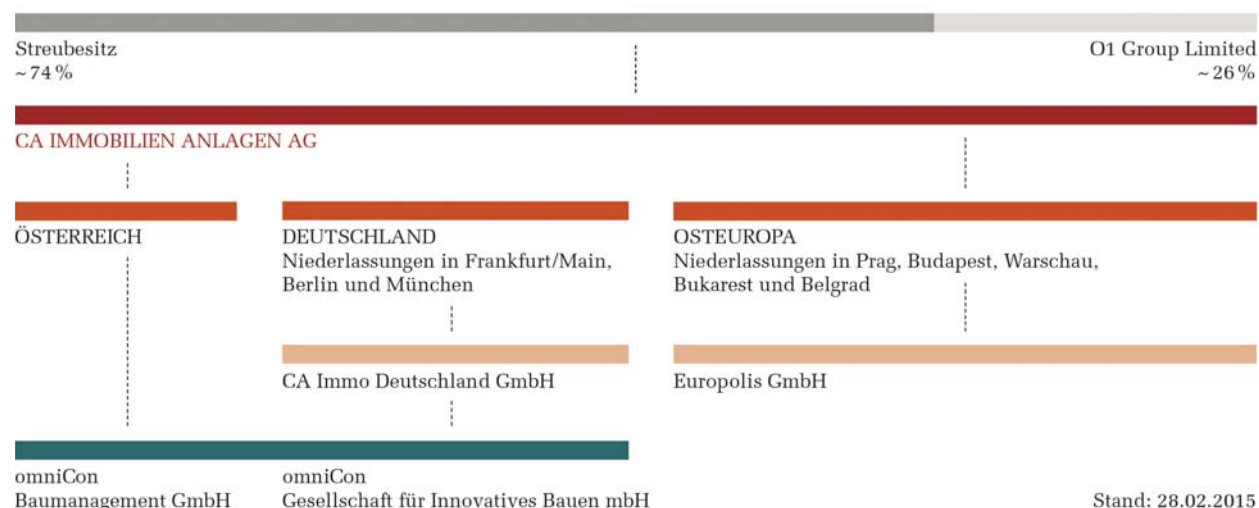 Streubesitz
~74 %
O1 Group Limited
~26 %
CA IMMOBILIEN ANLAGEN AG
ÖSTERREICH
DEUTSCHLAND
Niederlassungen in Frankfurt/Main,
Berlin und München
OSTEUROPA
Niederlassungen in Prag, Budapest, Warschau,
Bukarest und Belgrad
CA Immo Deutschland GmbH
Europolis GmbH
omniCon
Baumanagement GmbH
omniCon
Gesellschaft für Innovatives Bauen mbH
Stand: 28.02.2015